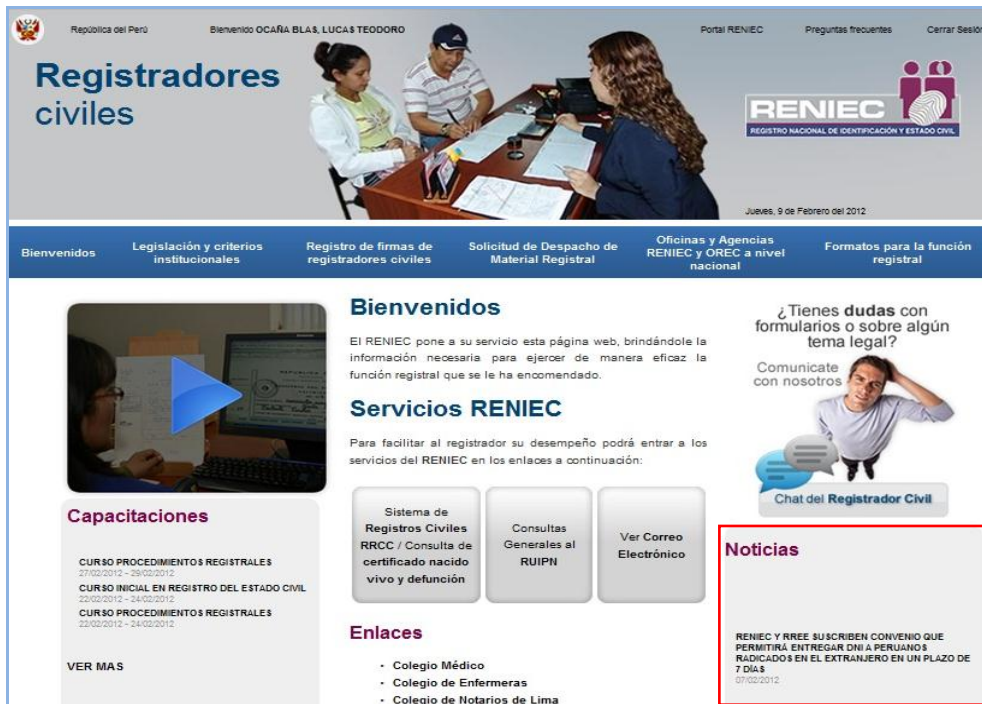 República del Perú
Bienvenido OCAÑA BLAS, LUCAS TEODORO
Portal RENIEC
Preguntas frecuentes
Cerrar Sesión
Registradores
civiles
RENIEC
REGISTRO NACIONAL DE IDENTIFICACIÓN Y ESTADO CIVIL
Jueves, 9 de Febrero del 2012
Bienvenidos
Legislación y criterios
institucionales
Registro de firmas de
registradores civiles
Solicitud de Despacho de
Material Registral
Oficinas y Agencias
RENIEC y OREC a nivel
nacional
Formatos para la función
registral
Bienvenidos
El RENIEC pone a su servicio esta página web, brindándole la
información necesaria para ejercer de manera eficaz la
función registral que se le ha encomendado.
Servicios RENIEC
Para facilitar al registrador su desempeño podrá entrar a los
servicios del RENIEC en los enlaces a continuación:
Sistema de
Registros Civiles
RRCC / Consulta de
certificado nacido
vivo y defunción
Consultas
Generales al
RUIPN
Ver Correo
Electrónico
Enlaces
· Colegio Médico
· Colegio de Enfermeras
· Colegio de Notarios de Lima
Capacitaciones
CURSO PROCEDIMIENTOS REGISTRALES
27/02/2012 – 29/02/2012
CURSO INICIAL EN REGISTRO DEL ESTADO CIVIL
22/02/2012 – 24/02/2012
CURSO PROCEDIMIENTOS REGISTRALES
22/02/2012 – 24/02/2012
VER MAS
¿Tienes dudas con
formularios o sobre algún
tema legal?
Comunicate
con nosotros
Chat del Registrador Civil
Noticias
RENIEC Y RREE SUSCRIBEN CONVENIO QUE
PERMITIRÁ ENTREGAR DNI A PERUANOS
RADICADOS EN EL EXTRANJERO EN UN PLAZO DE
7 DÍAS
07/02/2012